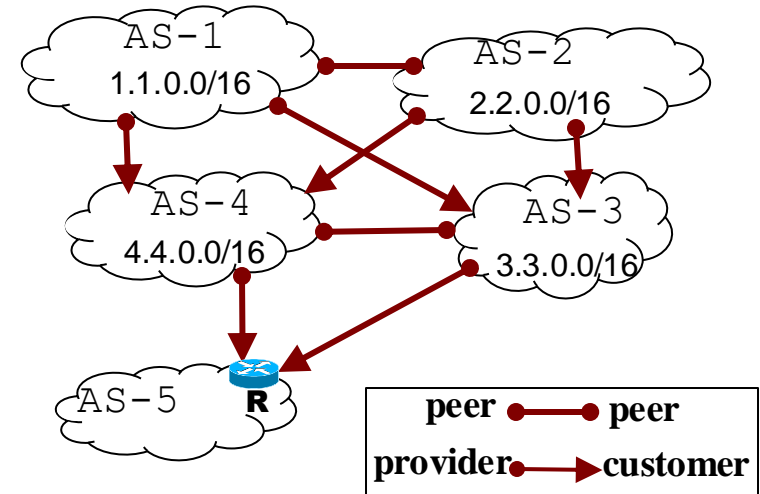 AS-1
1.1.0.0/16
AS-2
2.2.0.0/16
AS-4
4.4.0.0/16
AS-3
3.3.0.0/16
AS-5
R
peer peer
provider customer